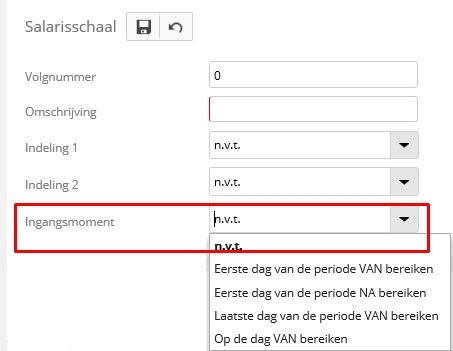 Salarisschaal
Volgnummer 0
Omschrijving
Indeling 1 n.v.t.
Indeling 2 n.v.t.
Ingangsmoment n.v.t.
n.v.t.
Eerste dag van de periode VAN bereiken
Eerste dag van de periode NA bereiken
Laatste dag van de periode VAN bereiken
Op de dag VAN bereiken